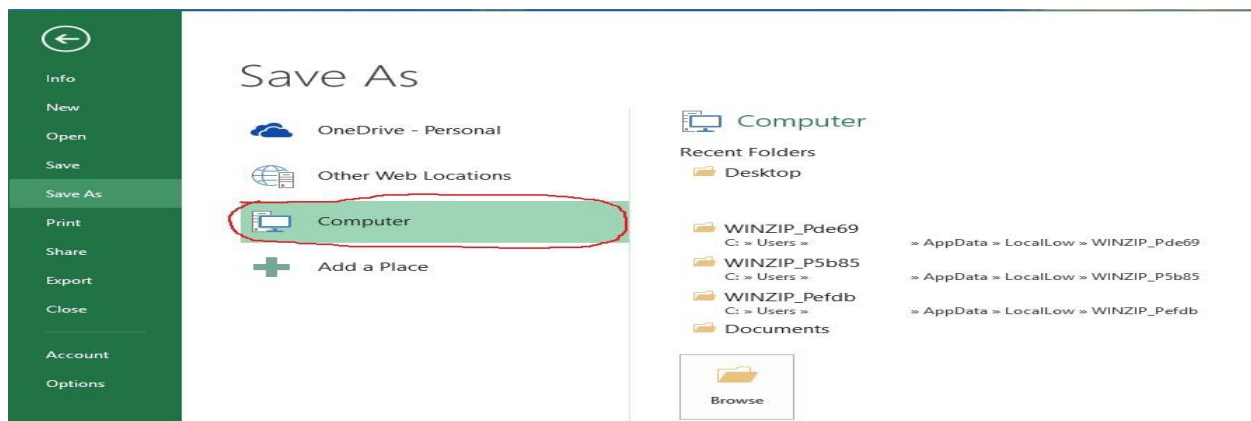 Info
New
Open
Save
Save As
Print
Share
Export
Close
Account
Options
Save As
OneDrive - Personal
Other Web Locations
Computer
Add a Place
Computer
Recent Folders
Desktop
WINZIP_Pde69
C: » Users » » AppData » LocalLow » WINZIP_Pde69
WINZIP_P5b85
C: » Users » » AppData » LocalLow » WINZIP_P5b85
WINZIP_Pefdb
C: » Users » » AppData » LocalLow » WINZIP_Pefdb
Documents
Browse